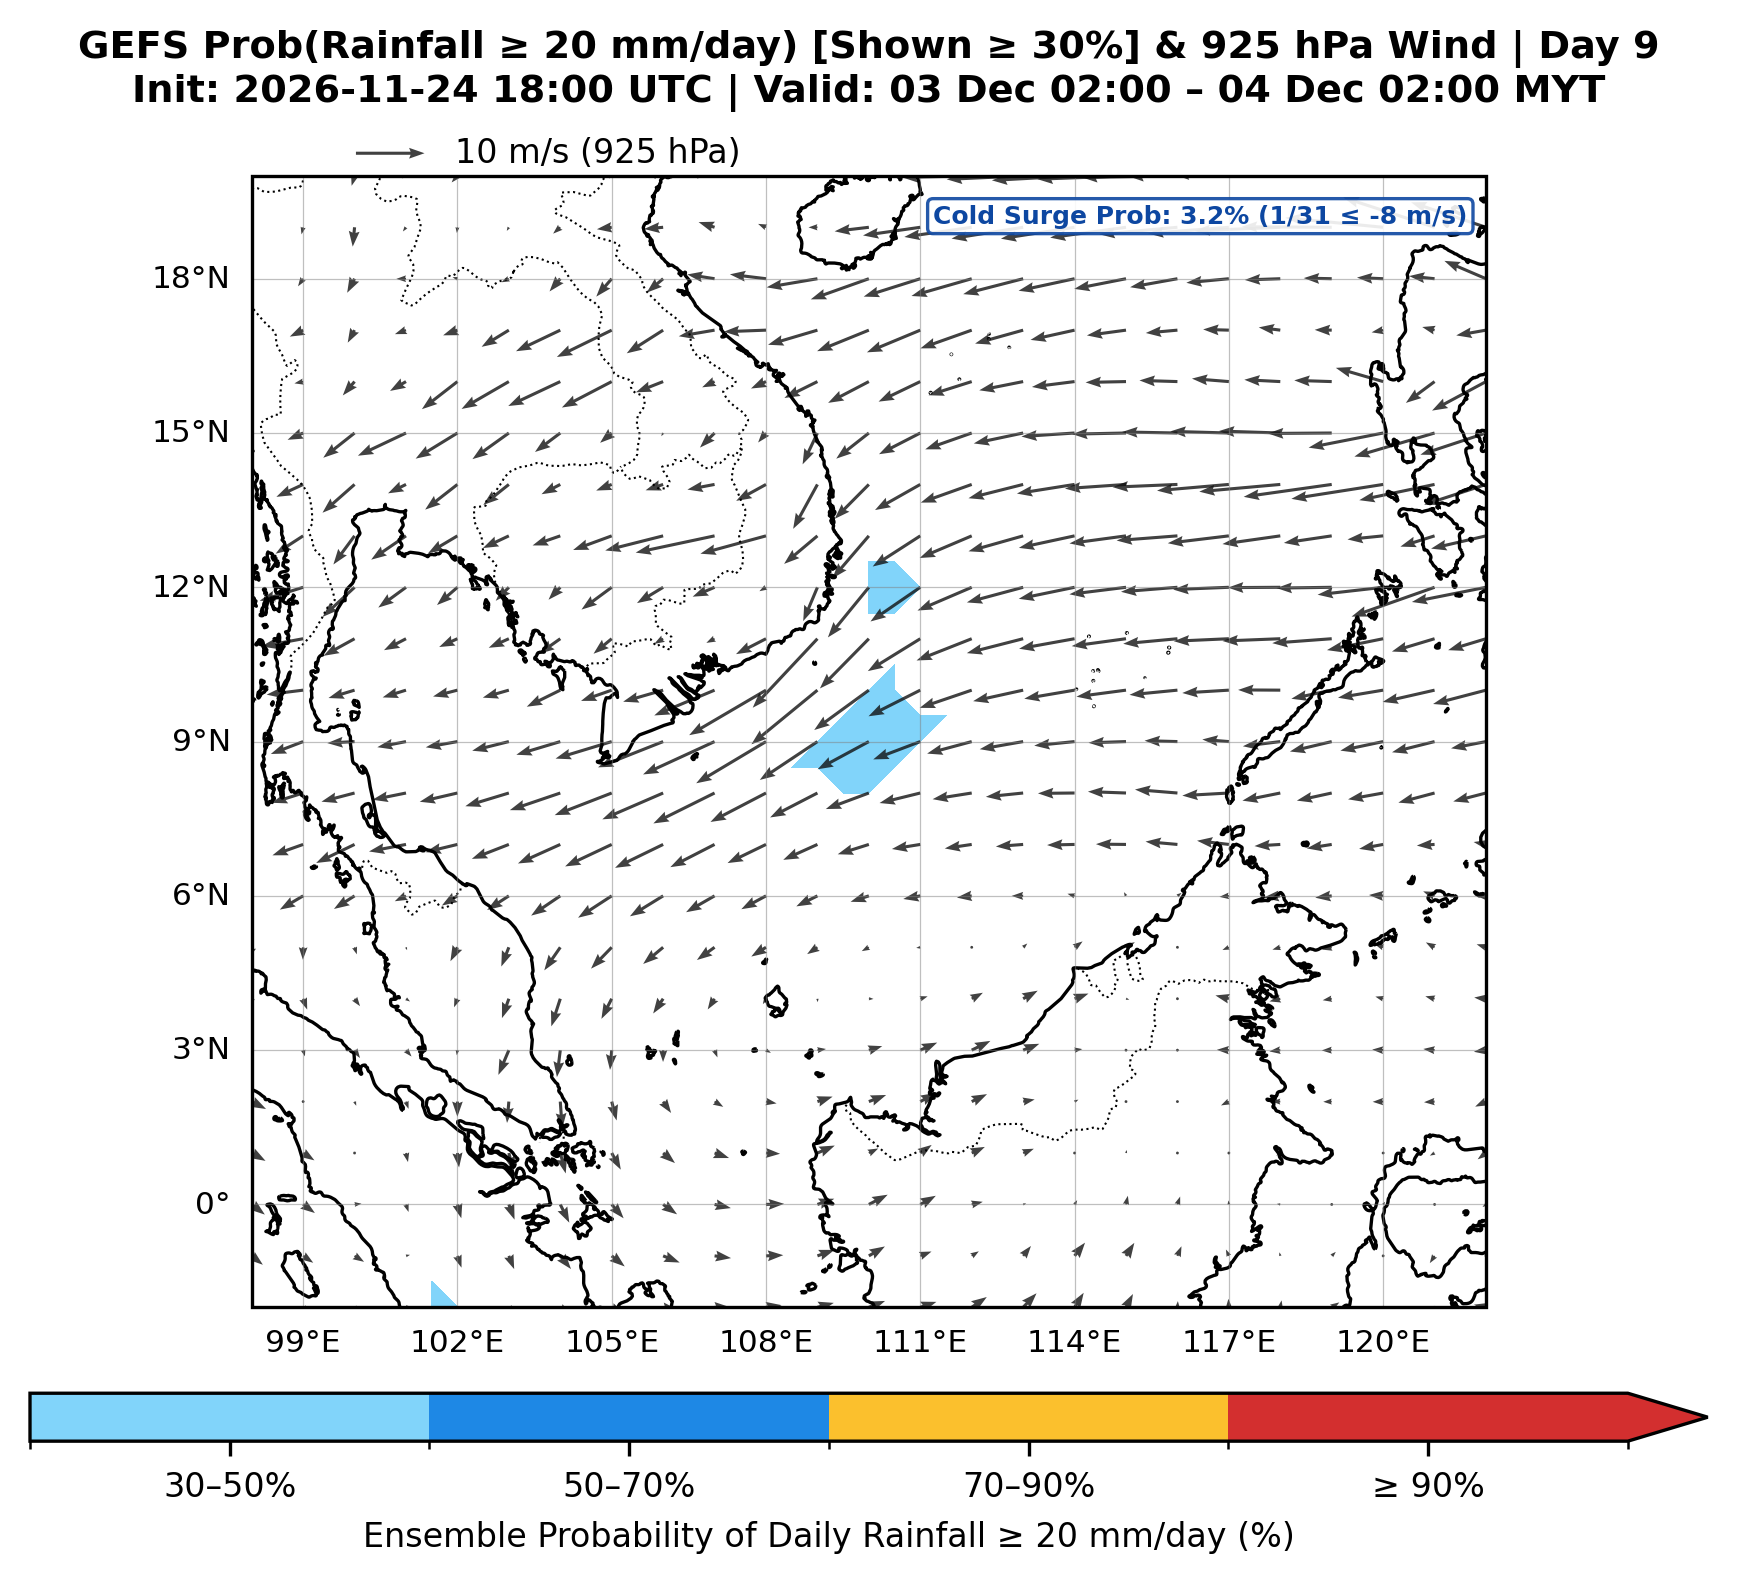 GEFS Prob(Rainfall ≥ 20 mm/day) [Shown ≥ 30%] & 925 hPa Wind | Day 9
Init: 2026-11-24 18:00 UTC | Valid: 03 Dec 02:00 – 04 Dec 02:00 MYT
10 m/s (925 hPa)
Cold Surge Prob: 3.2% (1/31 ≤ -8 m/s)
18°N
15°N
12°N
9°N
6°N
3°N
0°
99°E 102°E 105°E 108°E 111°E 114°E 117°E 120°E
30–50% 50–70% 70–90% ≥ 90%
Ensemble Probability of Daily Rainfall ≥ 20 mm/day (%)